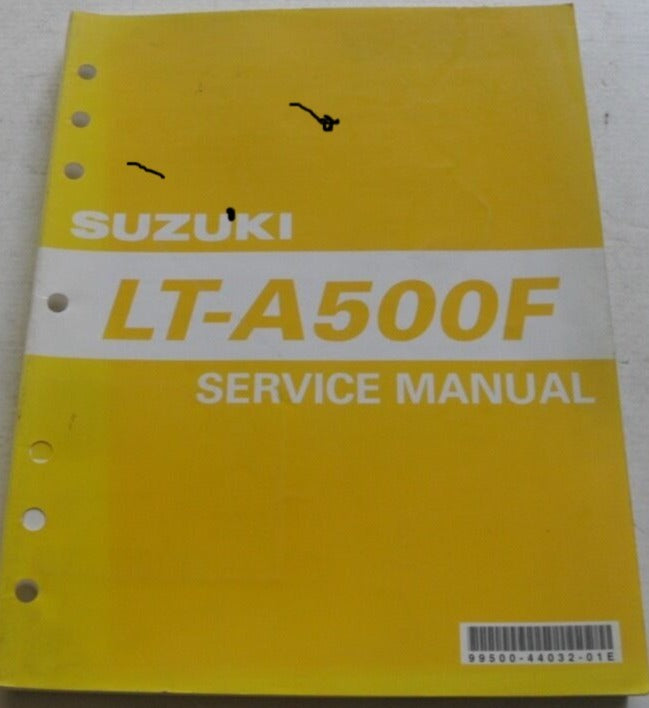 SUZUKI
LT-A500F
SERVICE MANUAL
99500-44032-01E